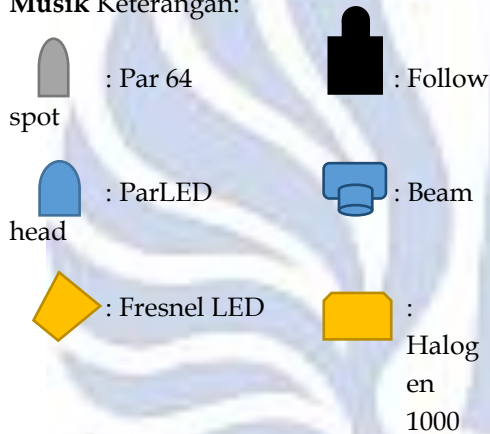 Musik Keterangan:
: Par 64 : Follow
spot
: ParLED : Beam
head
: Fresnel LED :
Halog
en
1000